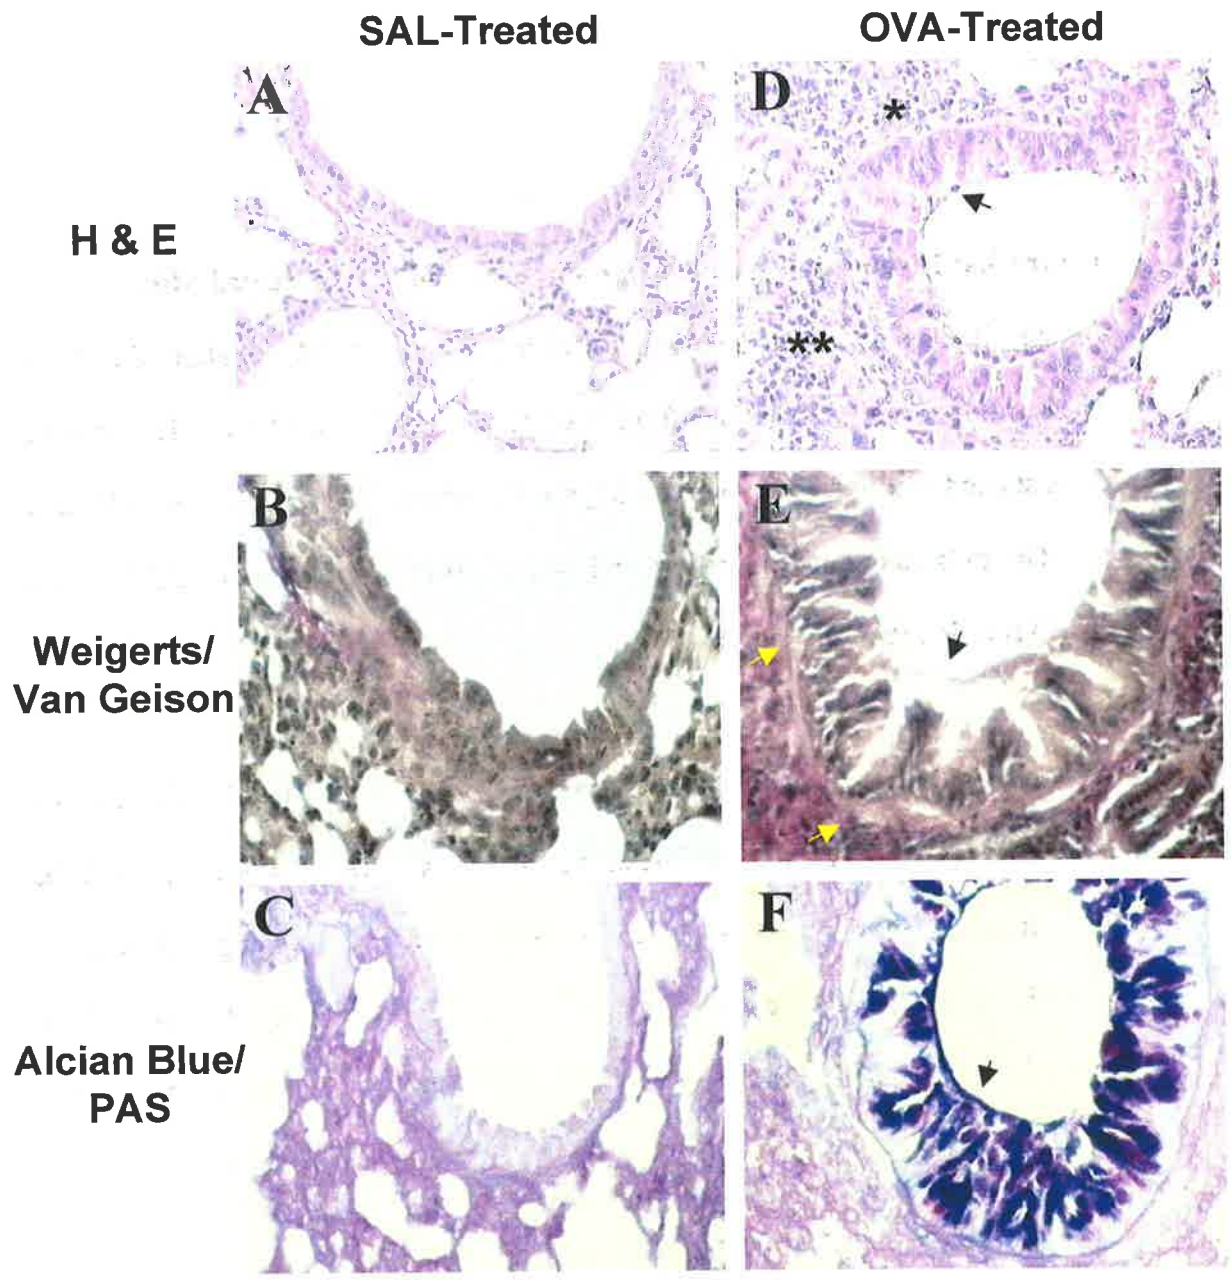 SAL-Treated
OVA-Treated
A
D
*
H & E
**
B
E
Weigerts/
Van Geison
C
F
Alcian Blue/
PAS